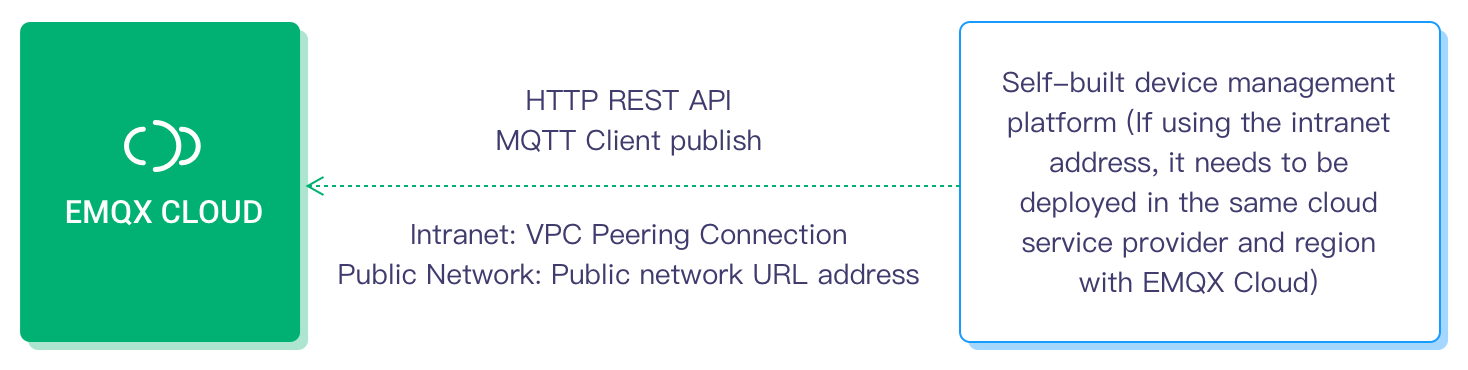 EMQX CLOUD
HTTP REST API
MQTT Client publish
Intranet: VPC Peering Connection
Public Network: Public network URL address
Self-built device management
platform (If using the intranet
address, it needs to be
deployed in the same cloud
service provider and region
with EMQX Cloud)